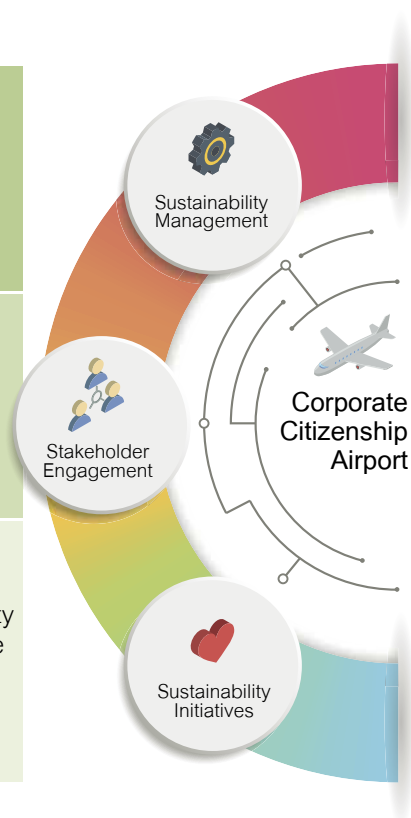 Sustainability
Management
Stakeholder
Engagement
Corporate
Citizenship
Airport
Sustainability
Initiatives